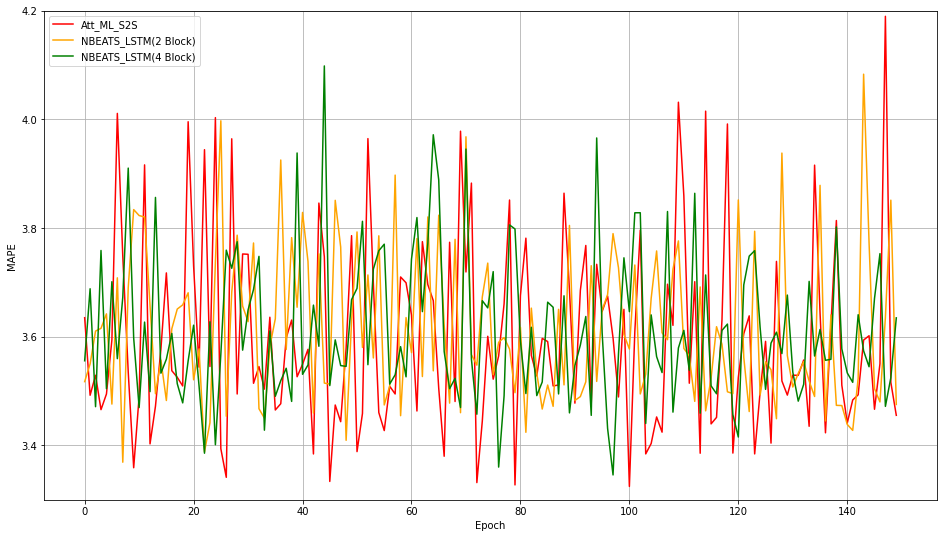 4.2
4.0
3.8
3.6
3.4
MAPE
Att_ML_S2S
NBEATS_LSTM(2 Block)
NBEATS_LSTM(4 Block)
0 20 40 60 80 100 120 140
Epoch